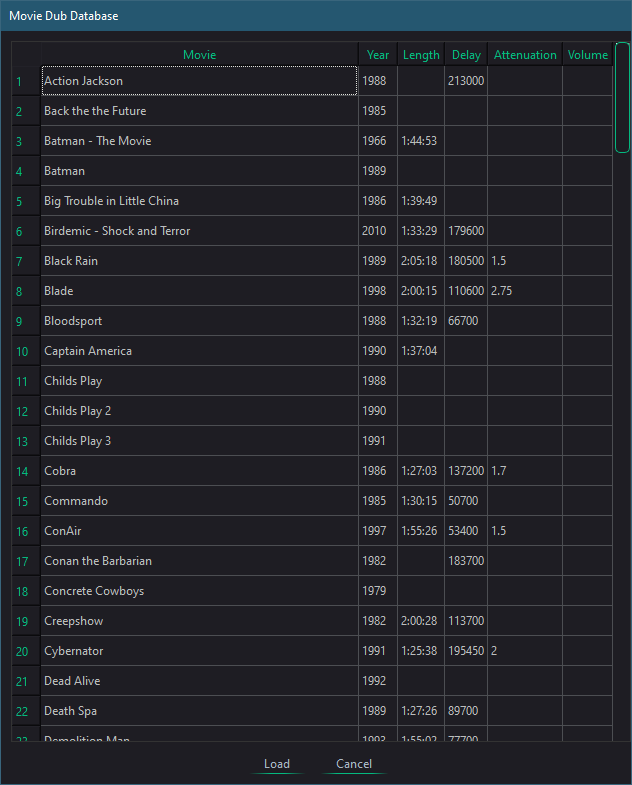 Movie Dub Database
Movie Year Length Delay Attenuation Volume
1 Action Jackson 1988 213000
2 Back the the Future 1985
3 Batman - The Movie 1966 1:44:53
4 Batman 1989
5 Big Trouble in Little China 1986 1:39:49
6 Birdemic - Shock and Terror 2010 1:33:29 179600
7 Black Rain 1989 2:05:18 180500 1.5
8 Blade 1998 2:00:15 110600 2.75
9 Bloodsport 1988 1:32:19 66700
10 Captain America 1990 1:37:04
11 Childs Play 1988
12 Childs Play 2 1990
13 Childs Play 3 1991
14 Cobra 1986 1:27:03 137200 1.7
15 Commando 1985 1:30:15 50700
16 ConAir 1997 1:55:26 53400 1.5
17 Conan the Barbarian 1982 183700
18 Concrete Cowboys 1979
19 Creepshow 1982 2:00:28 113700
20 Cybernator 1991 1:25:38 195450 2
21 Dead Alive 1992
22 Death Spa 1989 1:27:26 89700
23 Demolition Man 1993 1:55:02 77700
Load Cancel